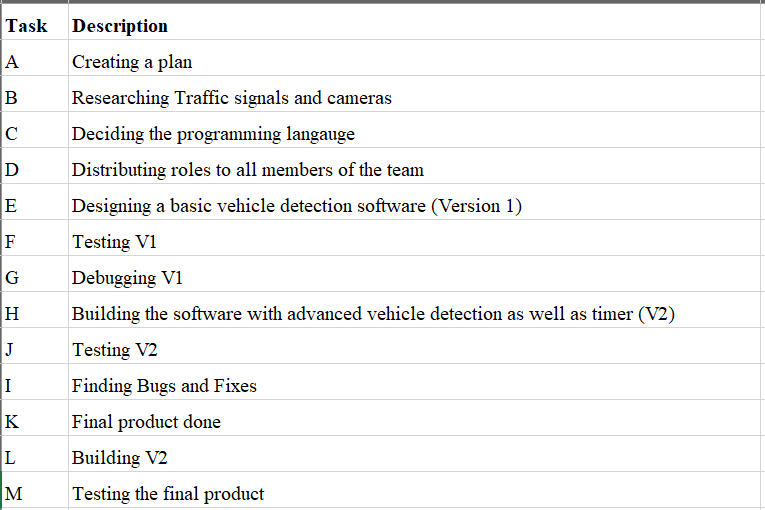 Task Description
A Creating a plan
B Researching Traffic signals and cameras
C Deciding the programming langauge
D Distributing roles to all members of the team
E Designing a basic vehicle detection software (Version 1)
F Testing V1
G Debugging V1
H Building the software with advanced vehicle detection as well as timer (V2)
J Testing V2
I Finding Bugs and Fixes
K Final product done
L Building V2
M Testing the final product